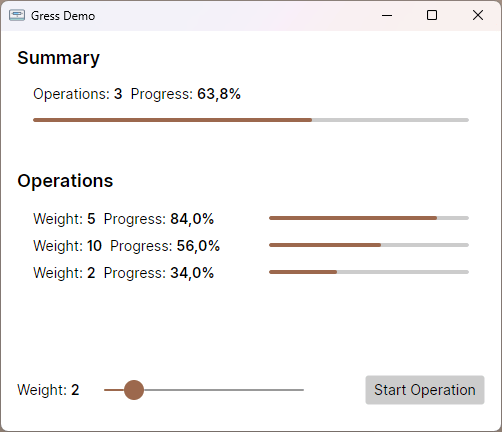 Gress Demo
Summary
Operations: 3 Progress: 63,8%
Operations
Weight: 5 Progress: 84,0%
Weight: 10 Progress: 56,0%
Weight: 2 Progress: 34,0%
Weight: 2
Start Operation